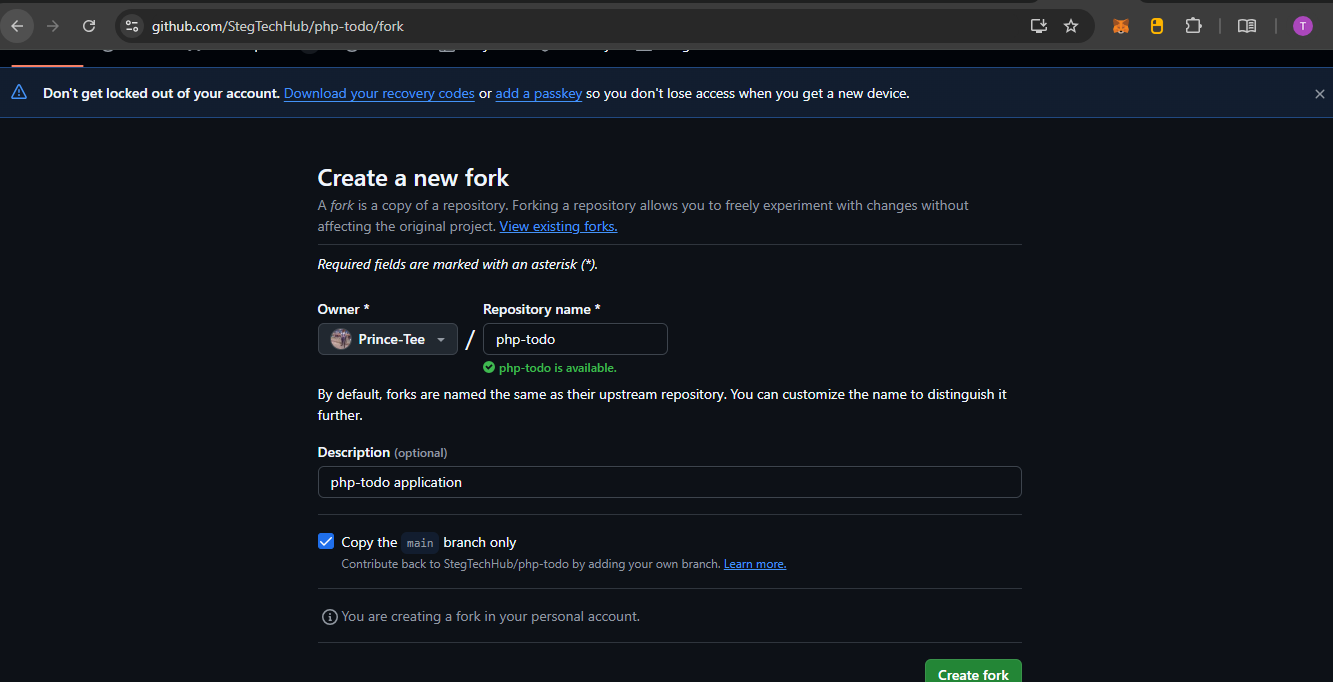 github.com/StegTechHub/php-todo/fork
T
Don't get locked out of your account. Download your recovery codes or add a passkey so you don't lose access when you get a new device.
Create a new fork
A fork is a copy of a repository. Forking a repository allows you to freely experiment with changes without
affecting the original project. View existing forks.
Required fields are marked with an asterisk (*).
Owner *
Repository name *
Prince-Tee
/
php-todo
php-todo is available.
By default, forks are named the same as their upstream repository. You can customize the name to distinguish it
further.
Description (optional)
php-todo application
Copy the main branch only
Contribute back to StegTechHub/php-todo by adding your own branch. Learn more.
You are creating a fork in your personal account.
Create fork